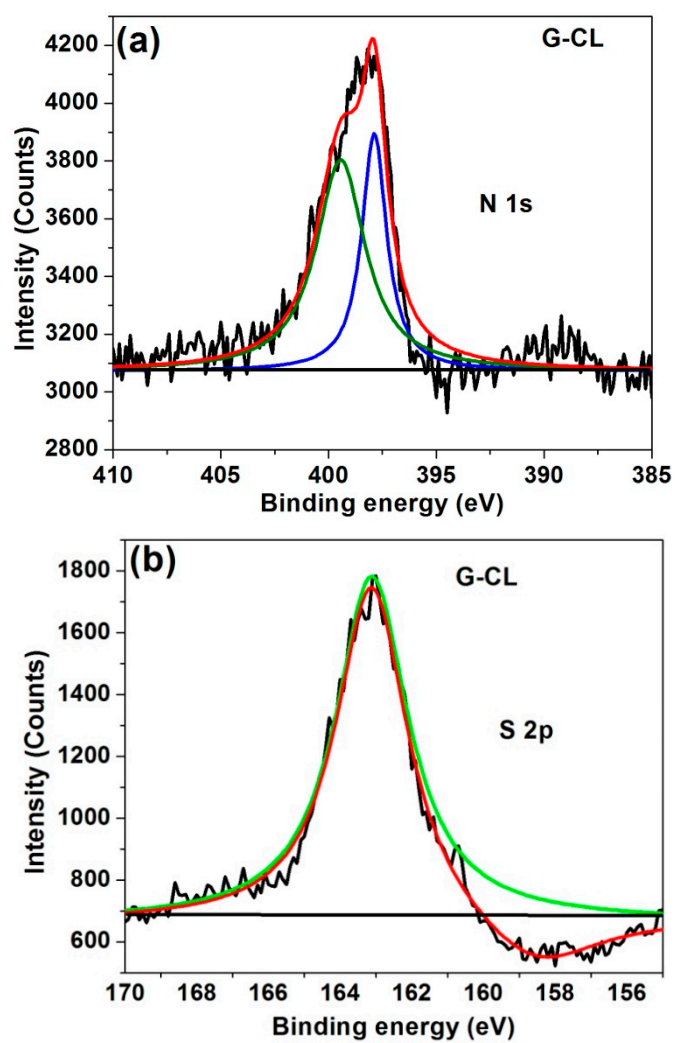 (a)
G-CL
N 1s
Intensity (Counts)
4200
4000
3800
3600
3400
3200
3000
2800
410 405 400 395 390 385
Binding energy (eV)
(b)
G-CL
S 2p
Intensity (Counts)
1800
1600
1400
1200
1000
800
600
170 168 166 164 162 160 158 156
Binding energy (eV)